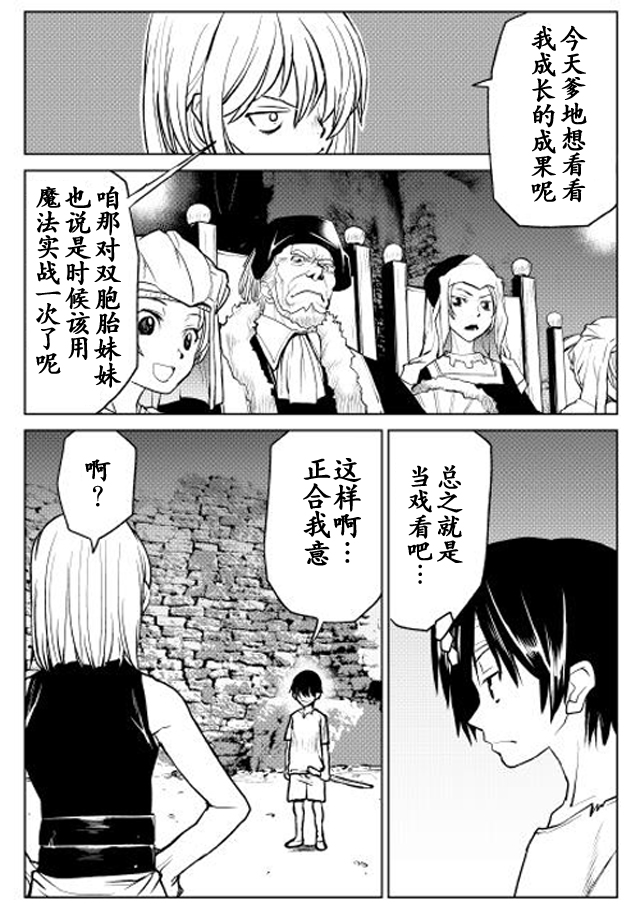 今天爹地想看看
我成长的成果呢
咱那对双胞胎妹妹
也说是时候该用
魔法实战一次了呢
总之就是
当戏看吧…
这样啊…
正合我意
啊？